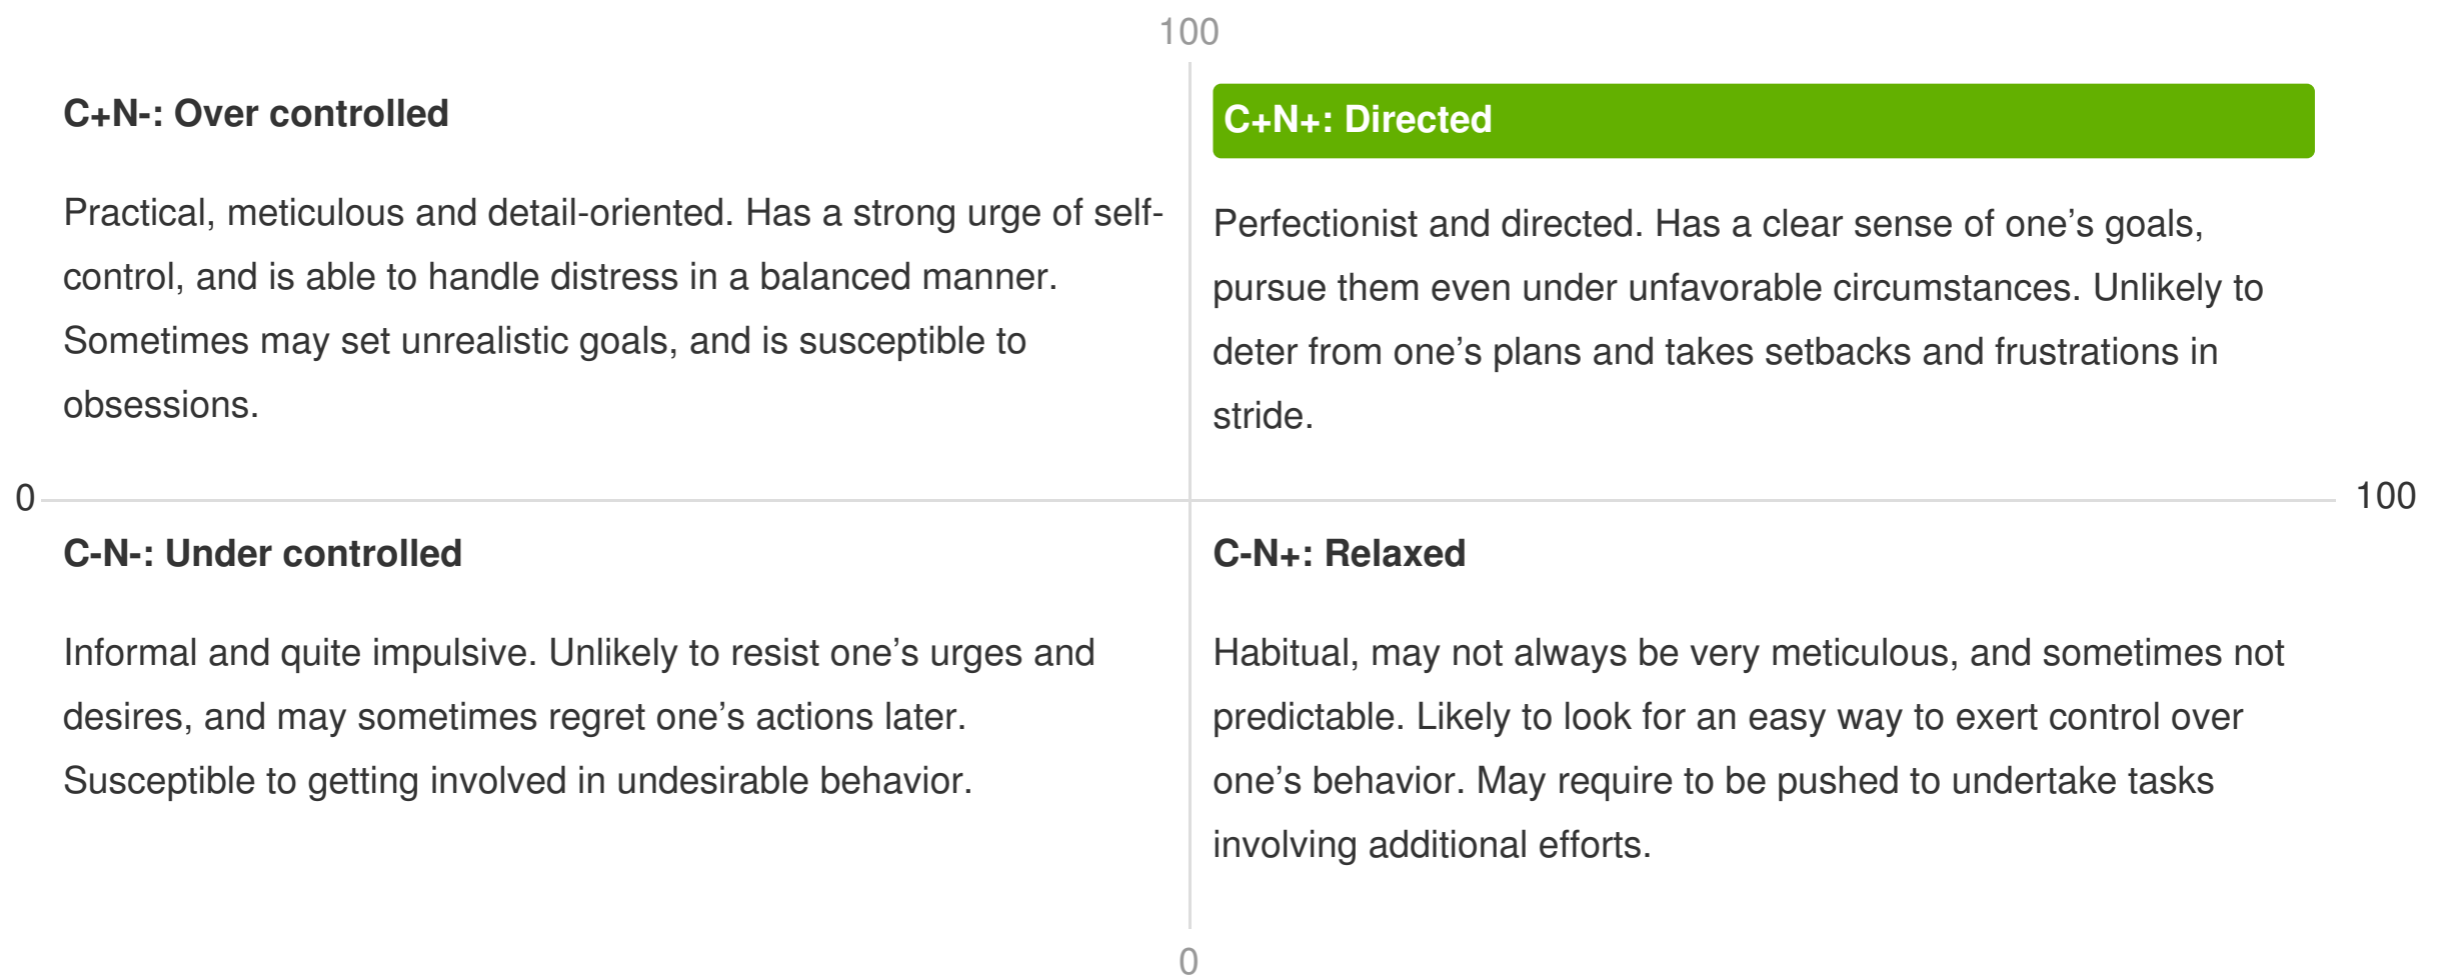 100
C+N-: Over controlled
Practical, meticulous and detail-oriented. Has a strong urge of self-
control, and is able to handle distress in a balanced manner.
Sometimes may set unrealistic goals, and is susceptible to
obsessions.
C+N+: Directed
Perfectionist and directed. Has a clear sense of one’s goals,
pursue them even under unfavorable circumstances. Unlikely to
deter from one’s plans and takes setbacks and frustrations in
stride.
0
100
C-N-: Under controlled
Informal and quite impulsive. Unlikely to resist one’s urges and
desires, and may sometimes regret one’s actions later.
Susceptible to getting involved in undesirable behavior.
C-N+: Relaxed
Habitual, may not always be very meticulous, and sometimes not
predictable. Likely to look for an easy way to exert control over
one’s behavior. May require to be pushed to undertake tasks
involving additional efforts.
0